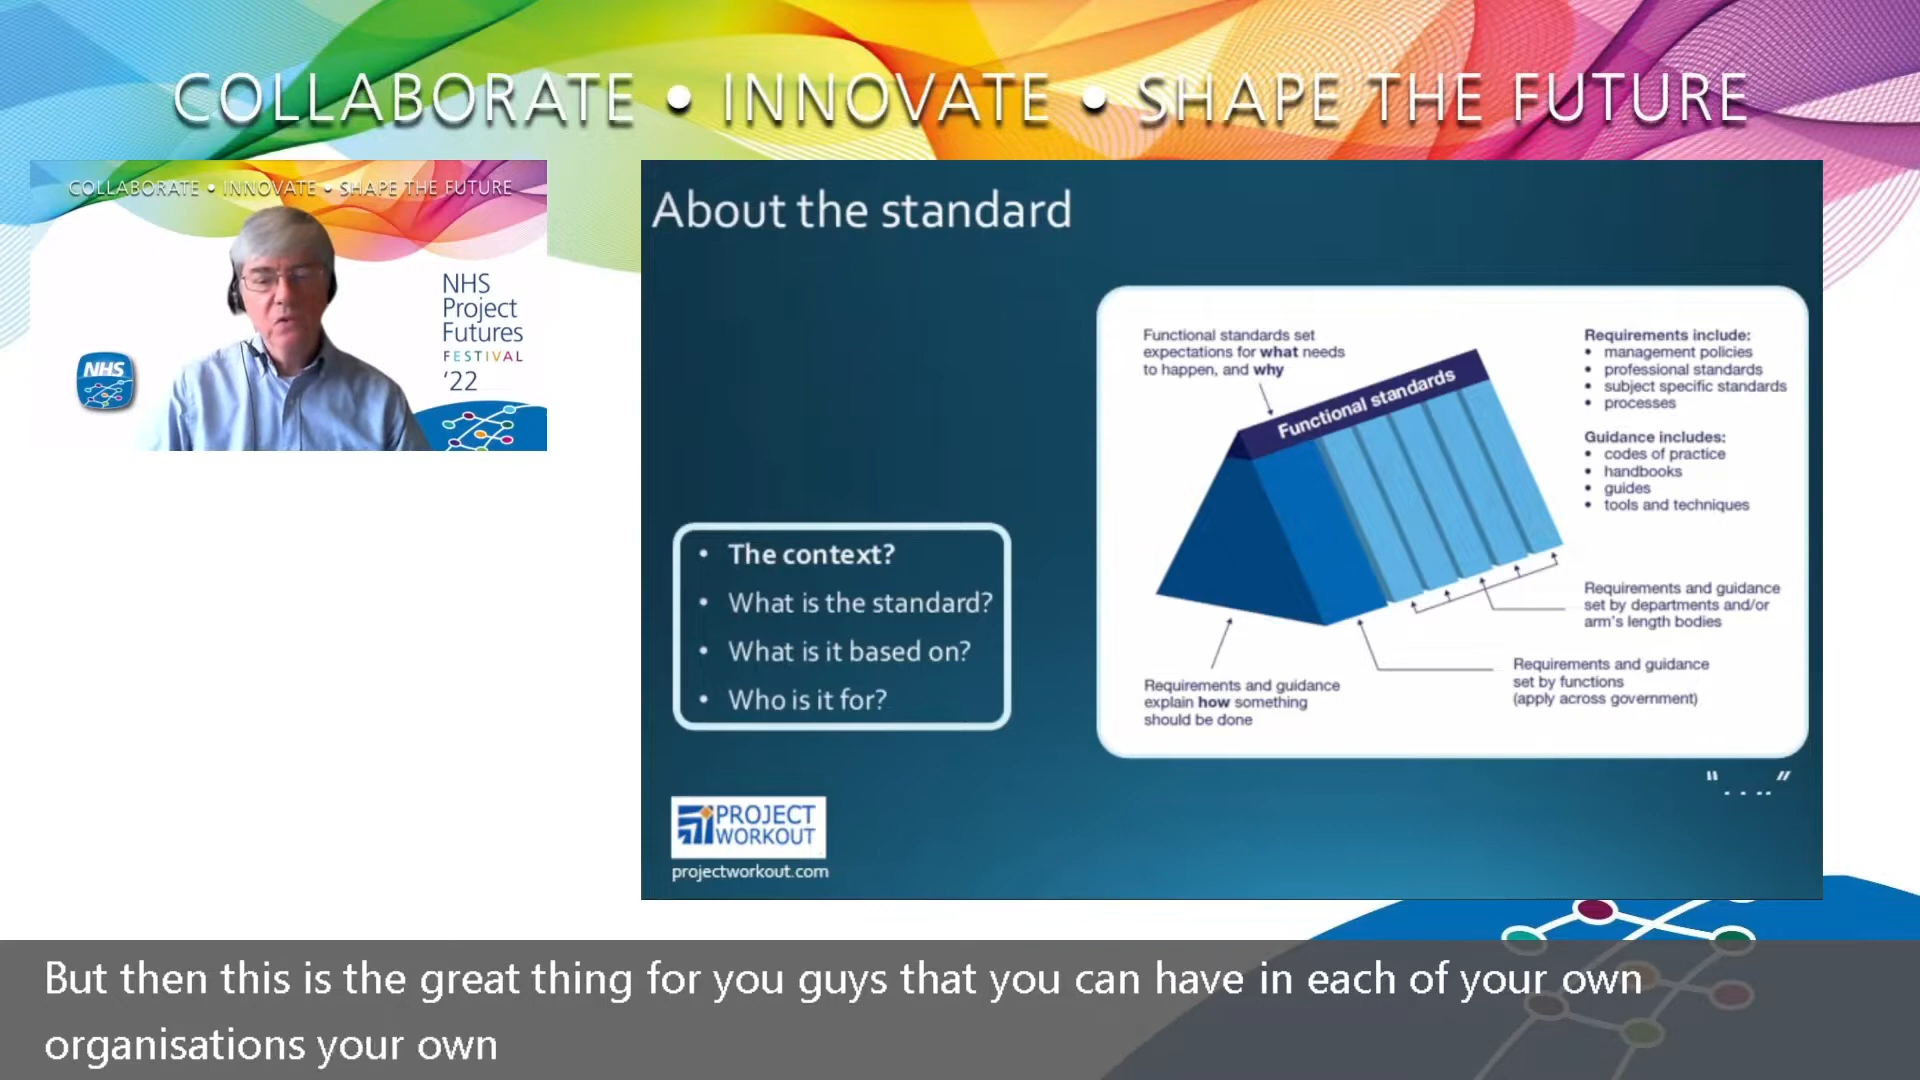 COLLABORATE • INNOVATE • SHAPE THE FUTURE
COLLABORATE • INNOVATE • SHAPE THE FUTURE
NHS
Project
Futures
FESTIVAL
'22
NHS
About the standard
• The context?
• What is the standard?
• What is it based on?
• Who is it for?
Functional standards set
expectations for what needs
to happen, and why
Functional standards
Requirements include:
• management policies
• professional standards
• subject specific standards
• processes
Guidance includes:
• codes of practice
• handbooks
• guides
• tools and techniques
Requirements and guidance
set by departments and/or
arm's length bodies
Requirements and guidance
set by functions
(apply across government)
Requirements and guidance
explain how something
should be done
PROJECT
WORKOUT
projectworkout.com
But then this is the great thing for you guys that you can have in each of your own
organisations your own